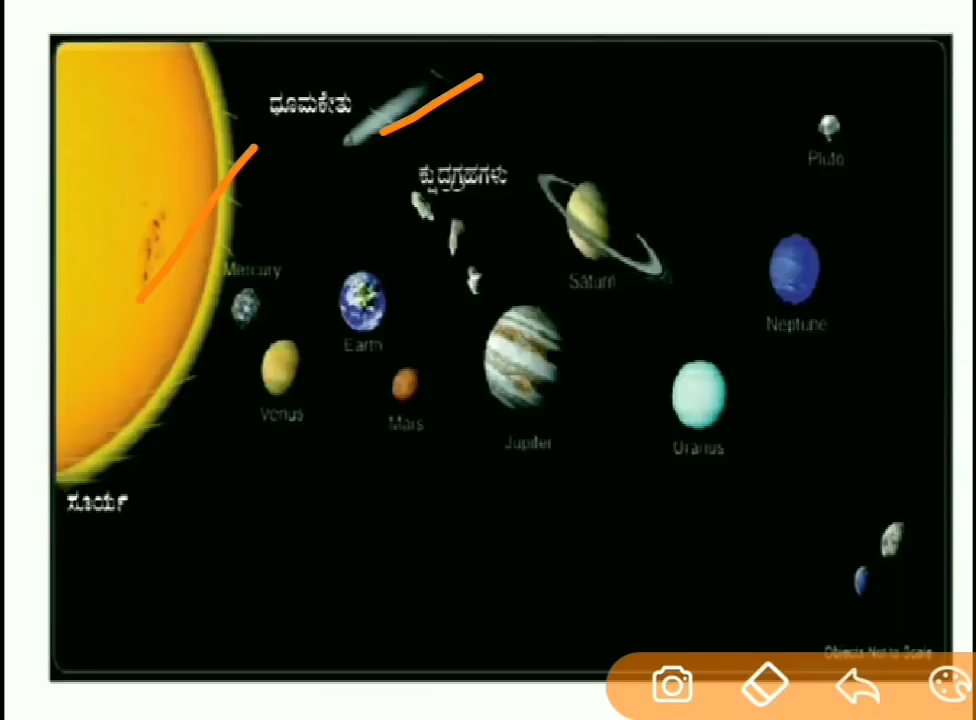 ಧೂಮಕೇತು
Pluto
ಕ್ಷುದ್ರಗ್ರಹಗಳು
Mercury
Saturn
Neptune
Earth
Venus
Mars
Jupiter
Uranus
ಸೂರ್ಯ
Objects Not to Scale